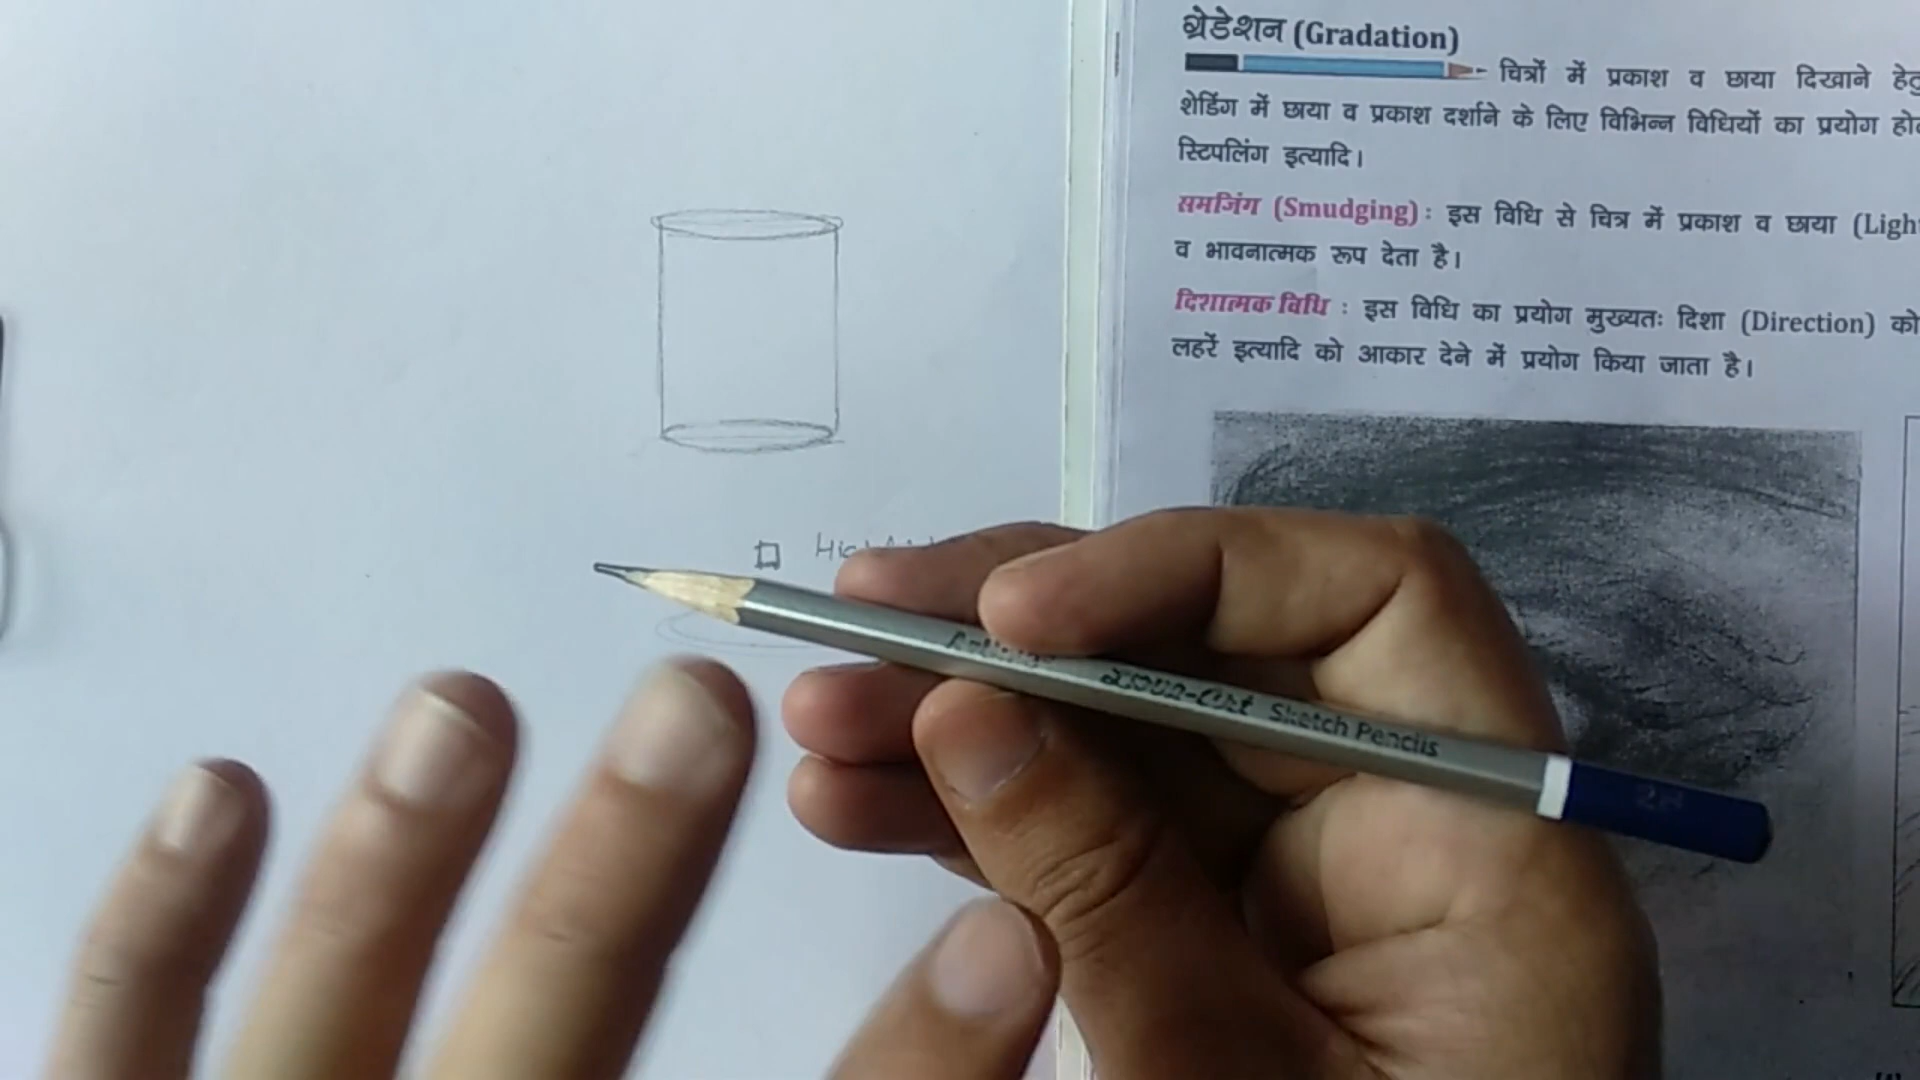 ग्रेडेशन (Gradation)
चित्रों में प्रकाश व छाया दिखाने हेतु
शेडिंग में छाया व प्रकाश दर्शाने के लिए विभिन्न विधियों का प्रयोग
स्टिपलिंग इत्यादि।
समजिंग (Smudging) : इस विधि से चित्र में प्रकाश व छाया (Light
व भावनात्मक रूप देता है।
दिशात्मक विधि : इस विधि का प्रयोग मुख्यतः दिशा (Direction) को
लहरें इत्यादि को आकार देने में प्रयोग किया जाता है।
Sketch Pencils